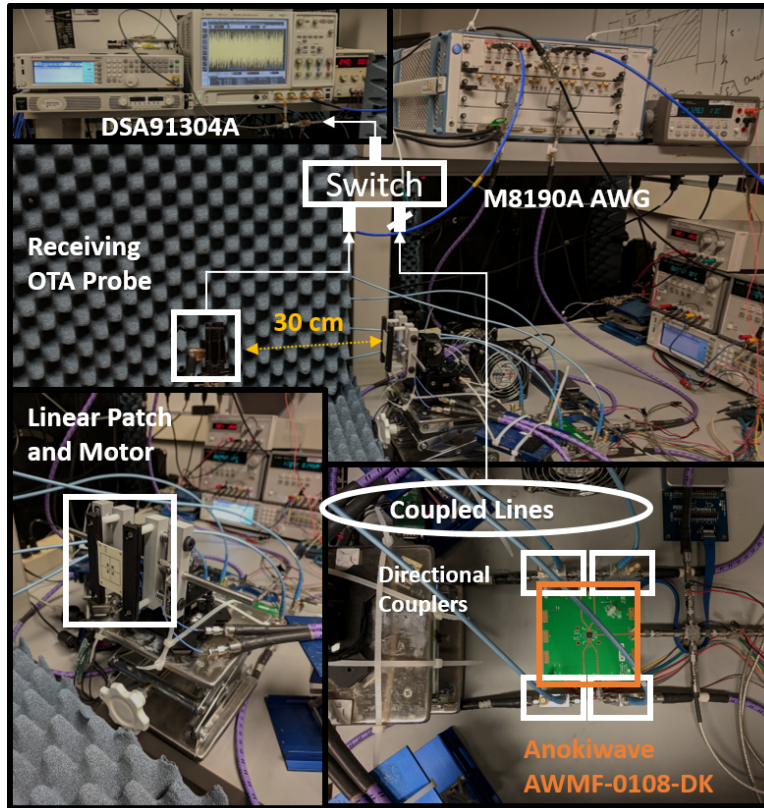 DSA91304A
Switch
M8190A AWG
Receiving
OTA Probe
30 cm
Linear Patch
and Motor
Coupled Lines
Directional
Couplers
Anokiwave
AWMF-0108-DK